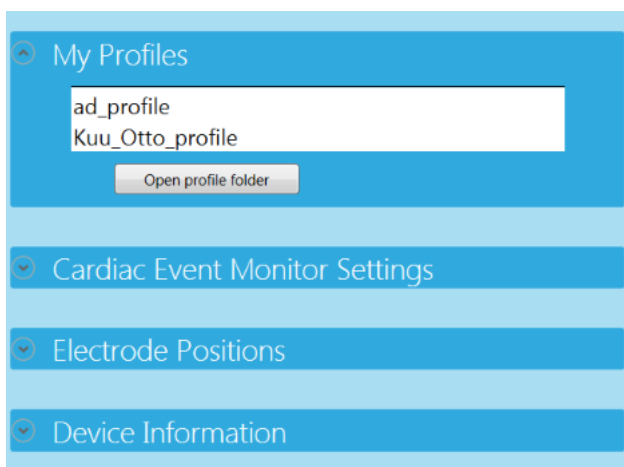 My Profiles
ad_profile
Kuu_Otto_profile
Open profile folder
Cardiac Event Monitor Settings
Electrode Positions
Device Information